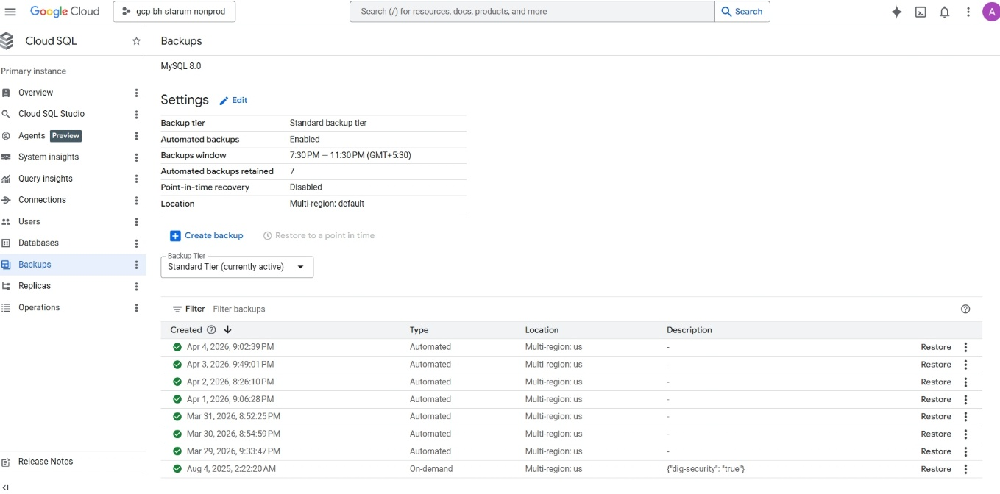 Google Cloud
gcp-bh-starum-nonprod
Search (/) for resources, docs, products, and more
Search
A
Cloud SQL
Backups
Primary instance
Overview
Cloud SQL Studio
Agents Preview
System insights
Query insights
Connections
Users
Databases
Backups
Replicas
Operations
Release Notes
MySQL 8.0
Settings Edit
Backup tier Standard backup tier
Automated backups Enabled
Backups window 7:30 PM — 11:30 PM (GMT+5:30)
Automated backups retained 7
Point-in-time recovery Disabled
Location Multi-region: default
Create backup Restore to a point in time
Backup Tier
Standard Tier (currently active)
Filter Filter backups
Created Type Location Description
Apr 4, 2026, 9:02:39 PM Automated Multi-region: us - Restore
Apr 3, 2026, 9:49:01 PM Automated Multi-region: us - Restore
Apr 2, 2026, 8:26:10 PM Automated Multi-region: us - Restore
Apr 1, 2026, 9:06:28 PM Automated Multi-region: us - Restore
Mar 31, 2026, 8:52:25 PM Automated Multi-region: us - Restore
Mar 30, 2026, 8:54:59 PM Automated Multi-region: us - Restore
Mar 29, 2026, 9:33:47 PM Automated Multi-region: us - Restore
Aug 4, 2025, 2:22:20 AM On-demand Multi-region: us {"dig-security": "true"} Restore